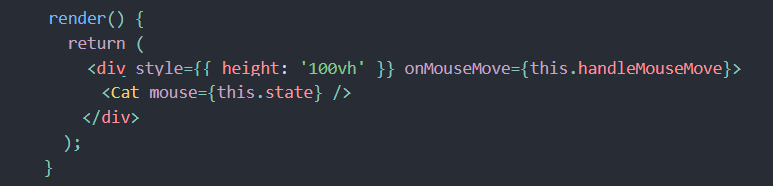 render() {
return (
<div style={{ height: '100vh' }} onMouseMove={this.handleMouseMove}>
<Cat mouse={this.state} />
</div>
);
}